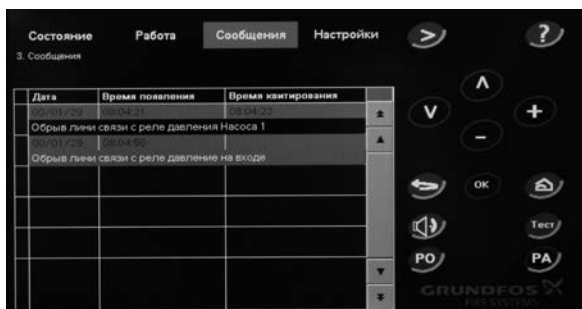 Состояние Работа Сообщения Настройки
3. Сообщения
Дата Время появления Время квитирования
00/01/29 08:04:21 08:04:29
Обрыв лини связи с реле давления Насоса 1
00/01/29 08:04:50
Обрыв лини связи с реле давление на входе
OK
Тест
РО РА
GRUNDFOS
FIRE SYSTEMS